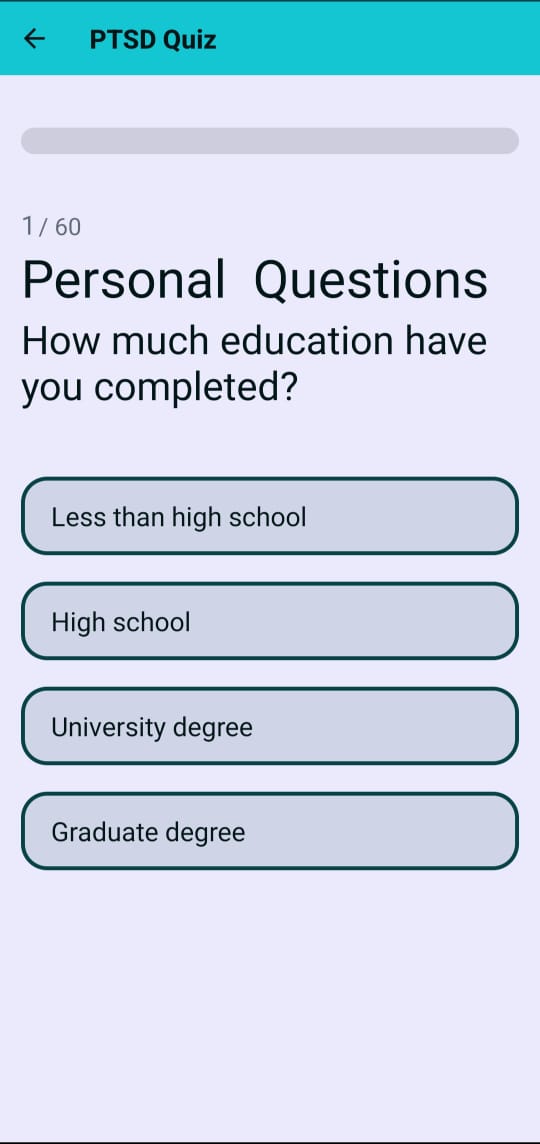 PTSD Quiz
1/ 60
Personal Questions
How much education have
you completed?
Less than high school
High school
University degree
Graduate degree